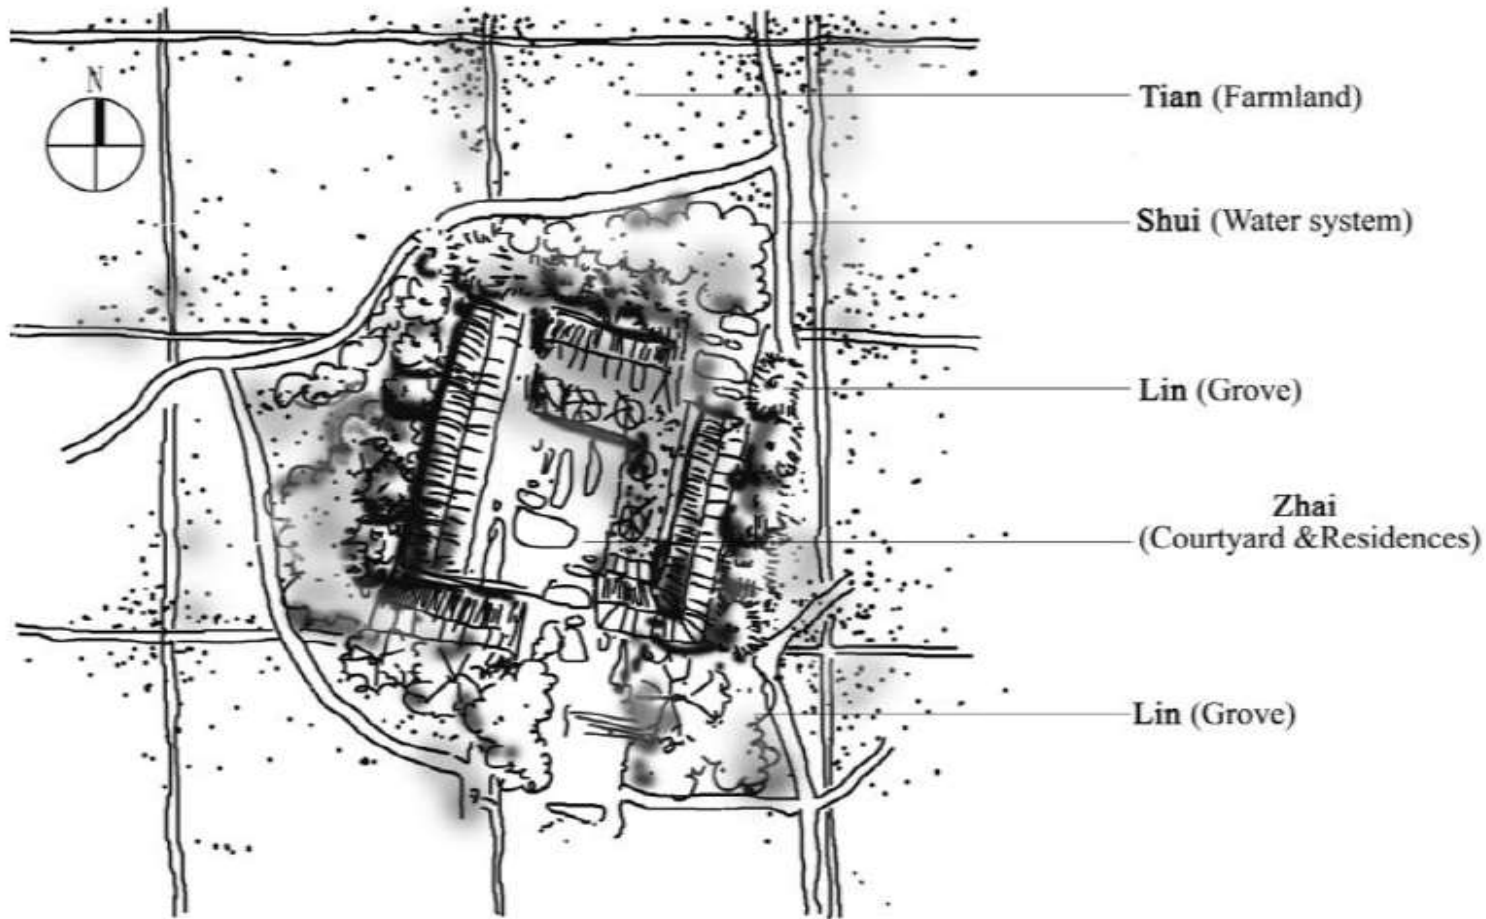 N
Tian (Farmland)
Shui (Water system)
Lin (Grove)
Zhai
(Courtyard &Residences)
Lin (Grove)